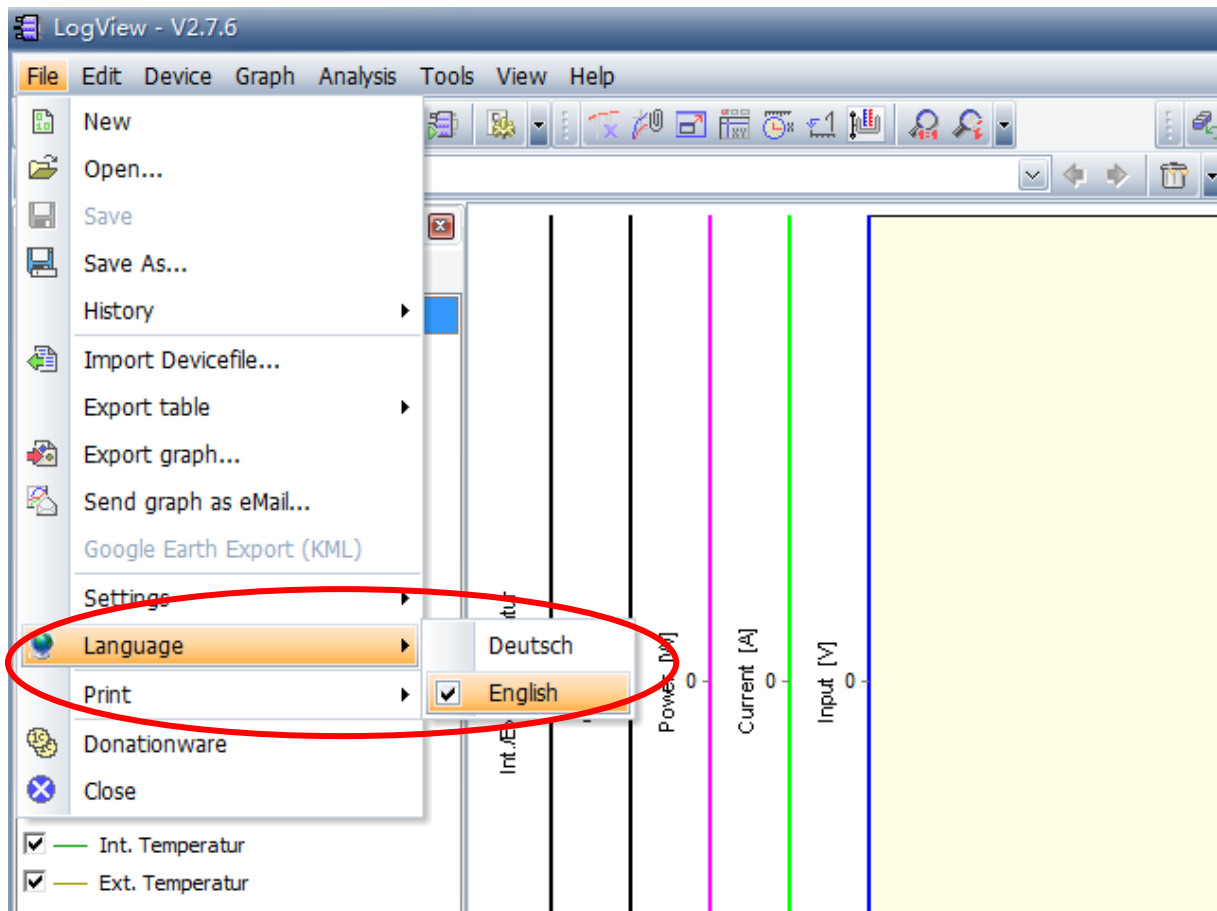 LogView - V2.7.6
File Edit Device Graph Analysis Tools View Help
New
Open...
Save
Save As...
History
Import Devicefile...
Export table
Export graph...
Send graph as eMail...
Google Earth Export (KML)
Settings
Language
Deutsch
English
Print
Donationware
Close
Int. Temperatur
Ext. Temperatur
Power [W]
0
Current [A]
0
Input [V]
0